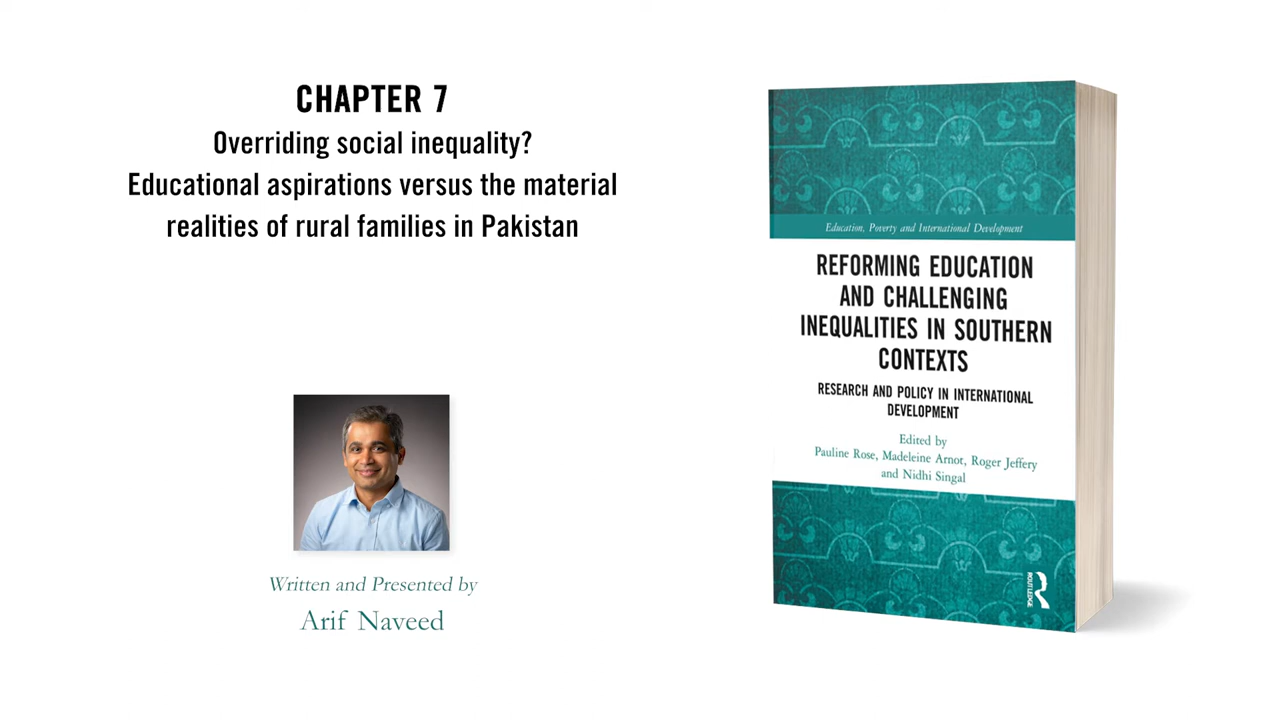 CHAPTER 7
Overriding social inequality?
Educational aspirations versus the material
realities of rural families in Pakistan
Written and Presented by
Arif Naveed
Education, Poverty and International Development
REFORMING EDUCATION
AND CHALLENGING
INEQUALITIES IN SOUTHERN
CONTEXTS
RESEARCH AND POLICY IN INTERNATIONAL
DEVELOPMENT
Edited by
Pauline Rose, Madeleine Arnot, Roger Jeffery
and Nidhi Singal
ROUTLEDGE